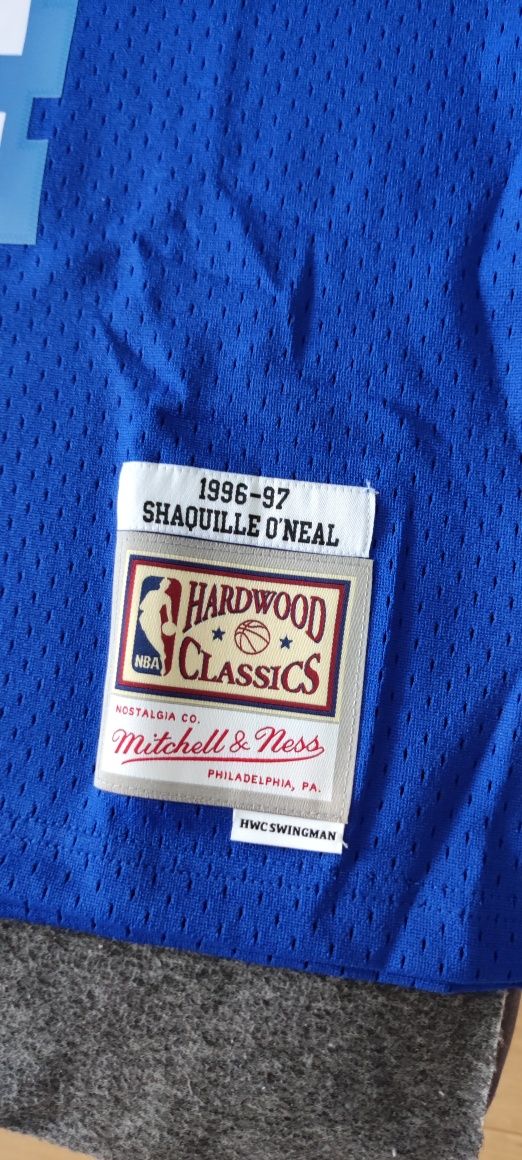 1996-97
SHAQUILLE O'NEAL
HARDWOOD
CLASSICS
NBA
NOSTALGIA CO.
Mitchell & Ness
PHILADELPHIA, PA.
HWC SWINGMAN